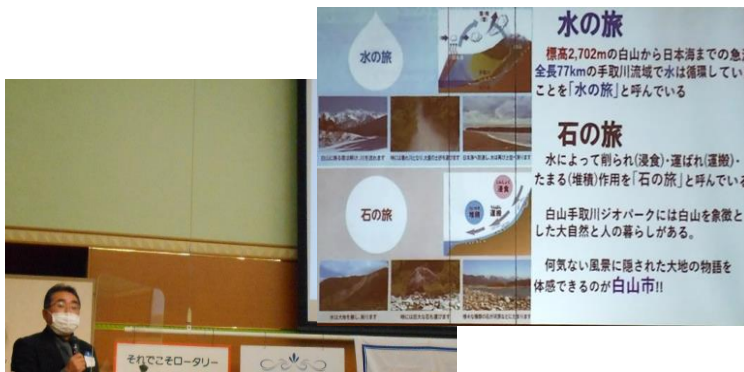 水の旅
水の旅
標高2,702mの白山から日本海までの急
全長77kmの手取川流域で水は循環してい
ことを「水の旅」と呼んでいる
石の旅
浸食
堆積
運搬
石の旅
水によって削られ(浸食)・運ばれ(運搬)・
たまる(堆積)作用を「石の旅」と呼んでいる
白山手取川ジオパークには白山を象徴と
した大自然と人の暮らしがある。
何気ない風景に隠された大地の物語を
体感できるのが白山市!!
それでこそロータリー